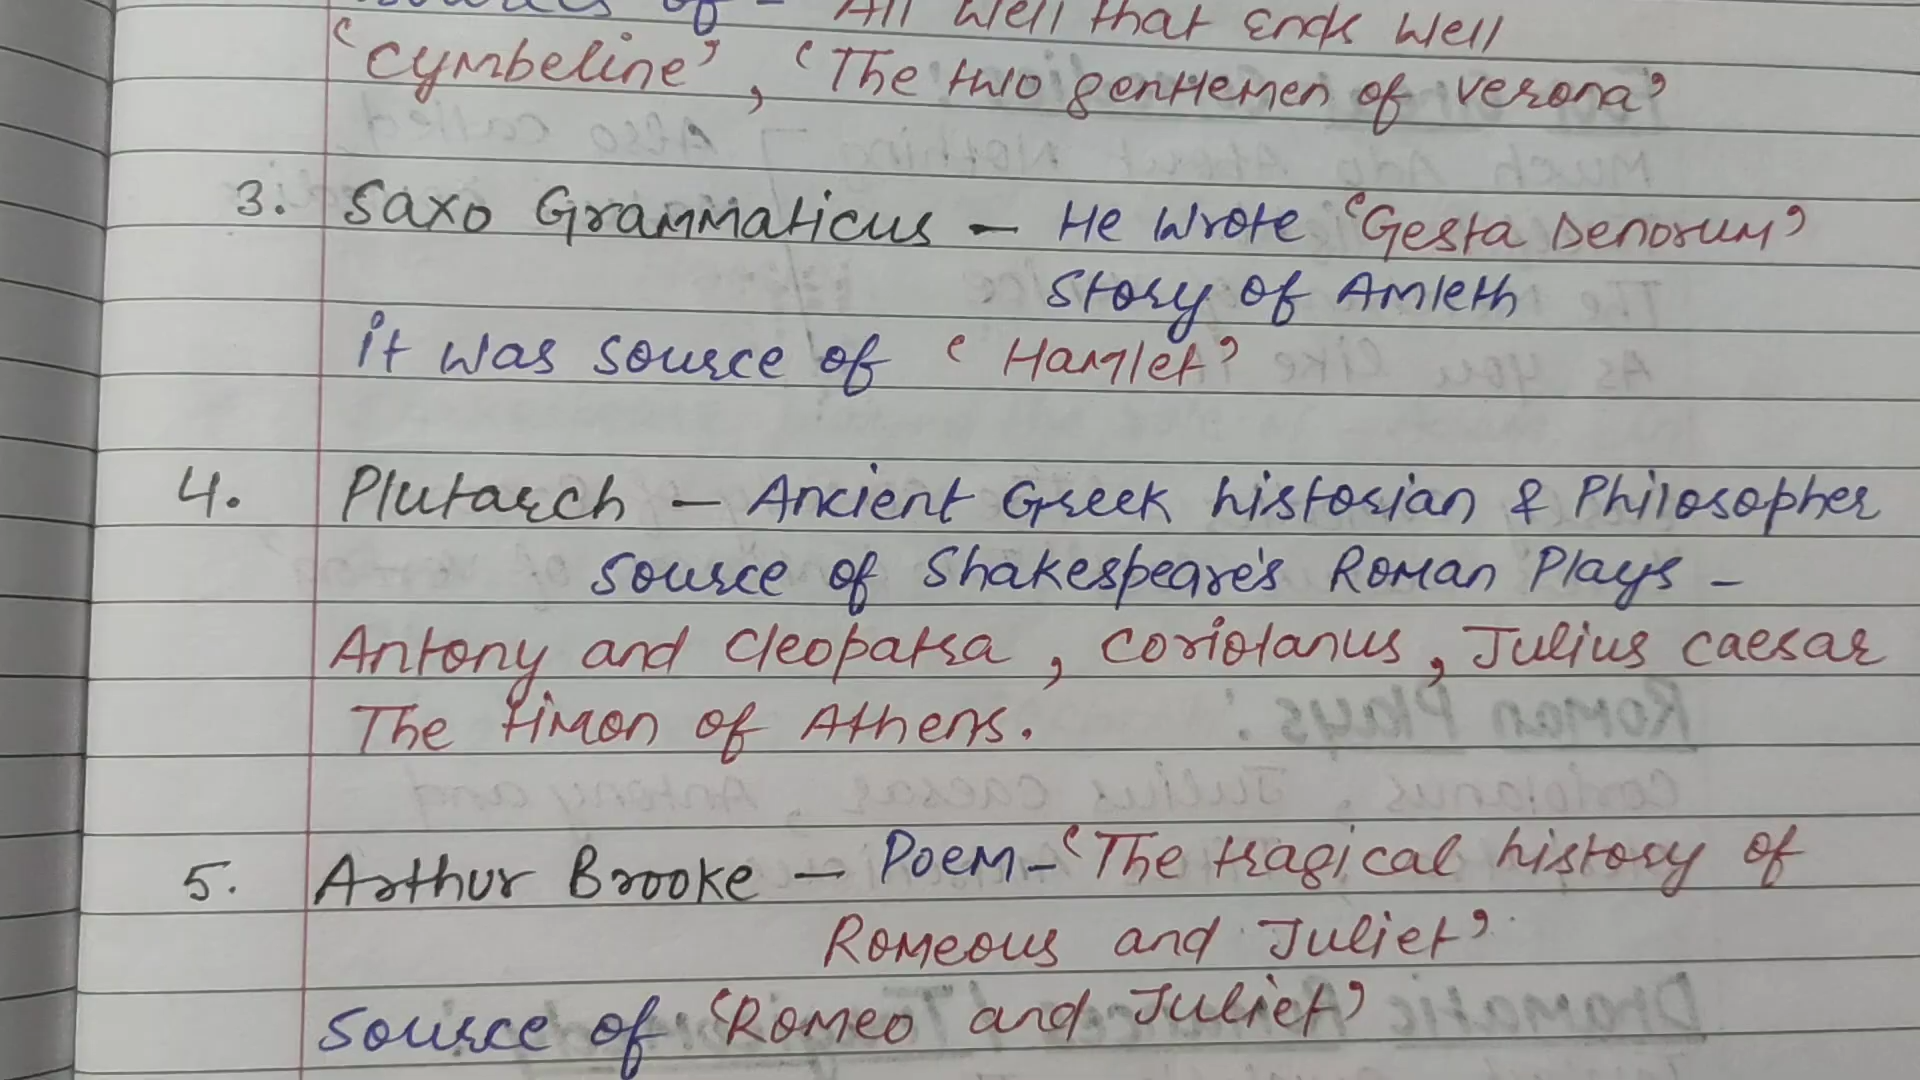 sources of - All well that Ends Well
'Cymbeline', 'The two gentlemen of verona'
3. Saxo Grammaticus - He wrote 'Gesta Denorum'
Story of Amleth
it was source of 'Hamlet'
4. Plutarch - Ancient Greek historian & Philosopher
source of Shakespeare's Roman Plays -
Antony and Cleopatra, Coriolanus, Julius Caesar
The timon of Athens.
5. Arthur Brooke - Poem - 'The tragical history of
Romeous and Juliet'
source of 'Romeo and Juliet'